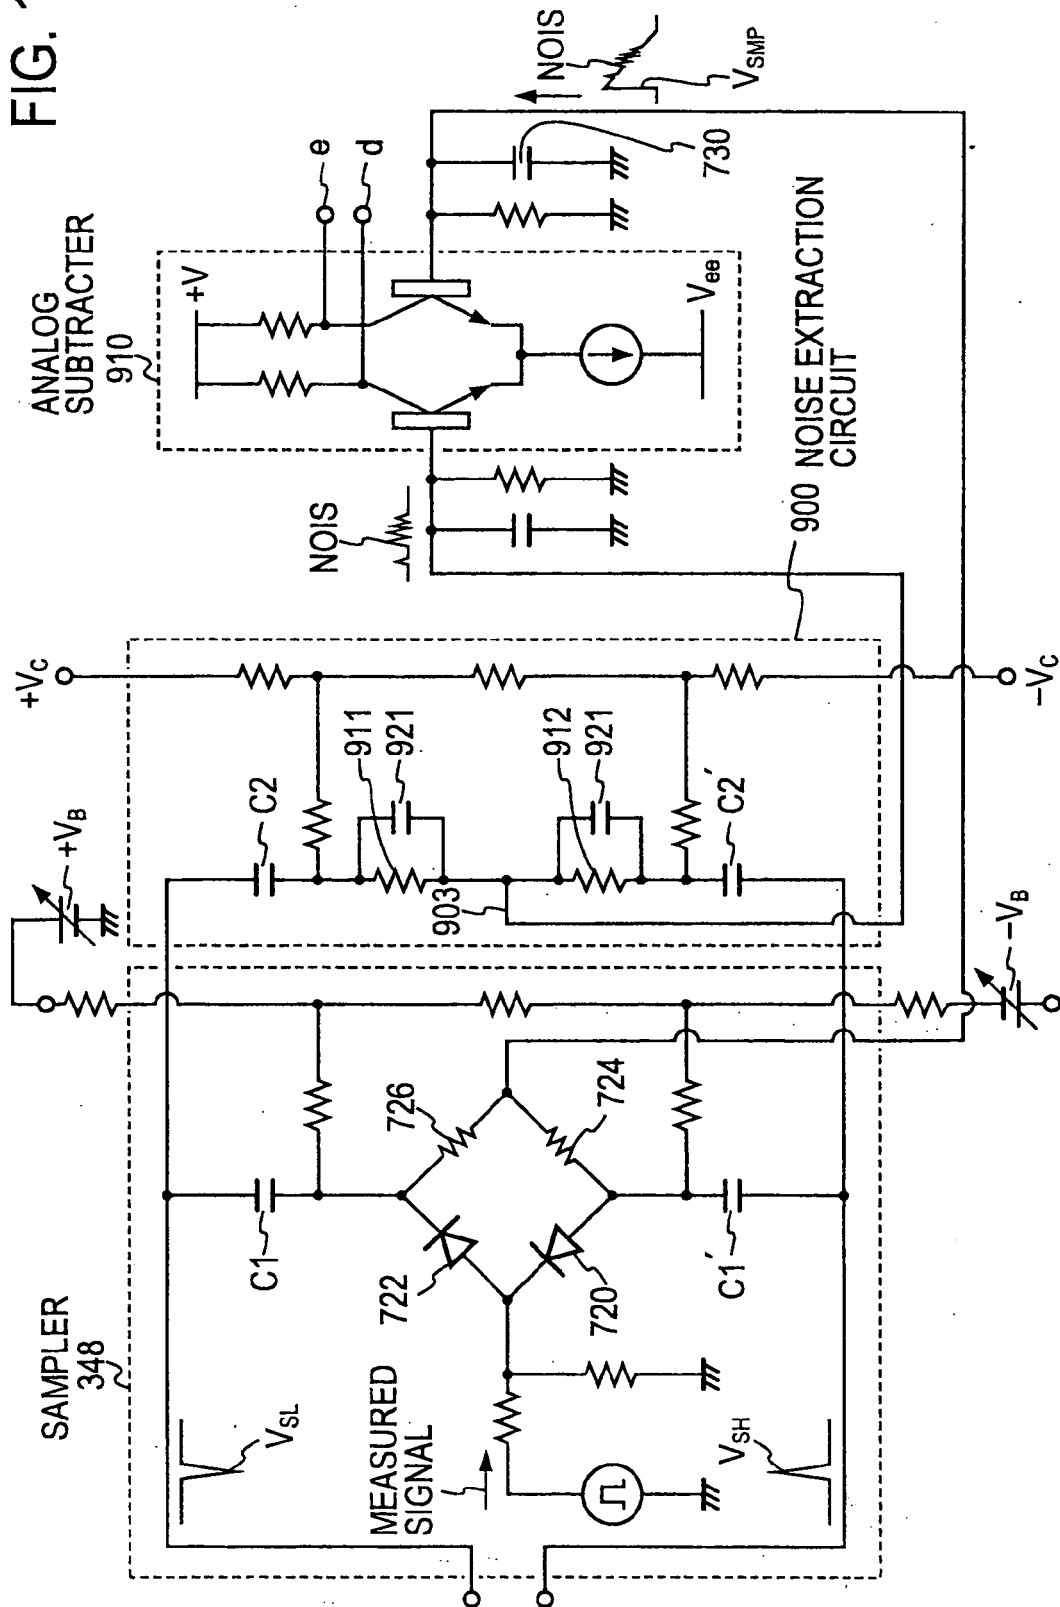 FIG.
SAMPLER
348
V_SL
MEASURED
SIGNAL
V_SH
C1
722
720
C1'
726
724
+V_B
-V_B
C2
911
921
903
912
921
C2'
+V_C
-V_C
900 NOISE EXTRACTION
CIRCUIT
ANALOG
SUBTRACTER
910
+V
Vee
e
d
NOIS
730
NOIS
V_SMP